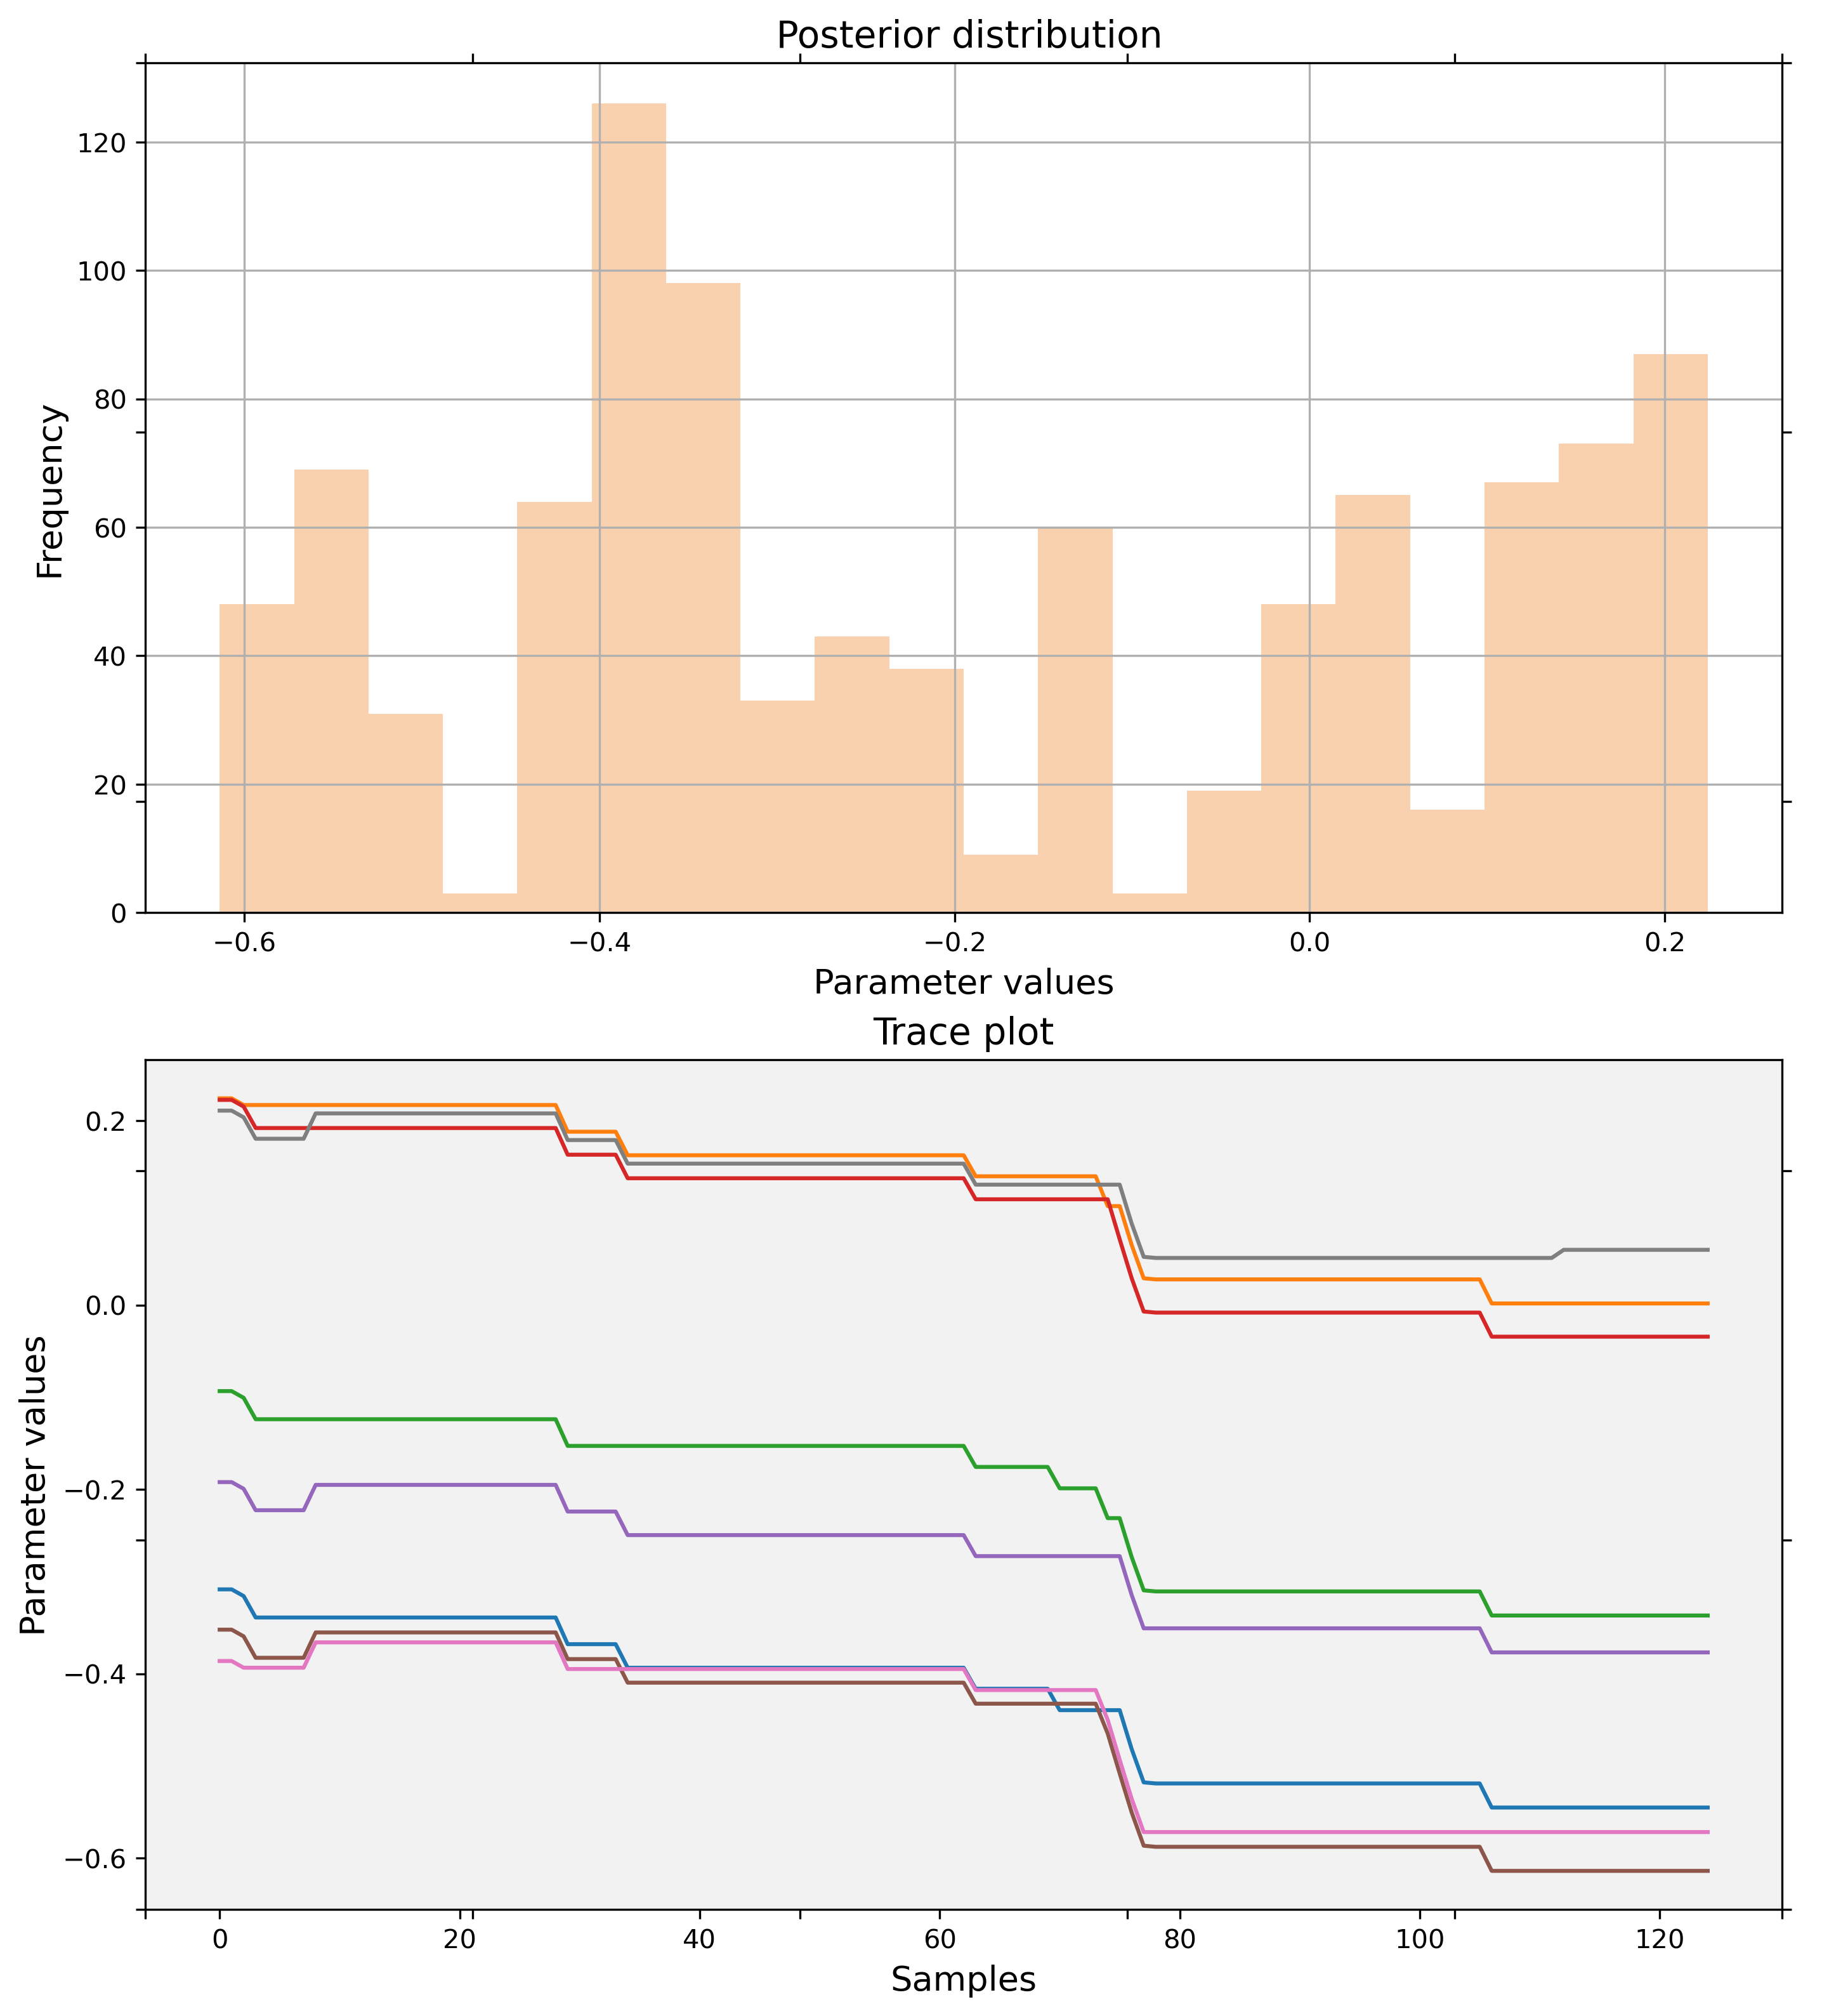 Posterior distribution
120
100
80
60
40
20
0
Frequency
−0.6 −0.4 −0.2 0.0 0.2
Parameter values
Trace plot
0.2
0.0
−0.2
−0.4
−0.6
Parameter values
0 20 40 60 80 100 120
Samples